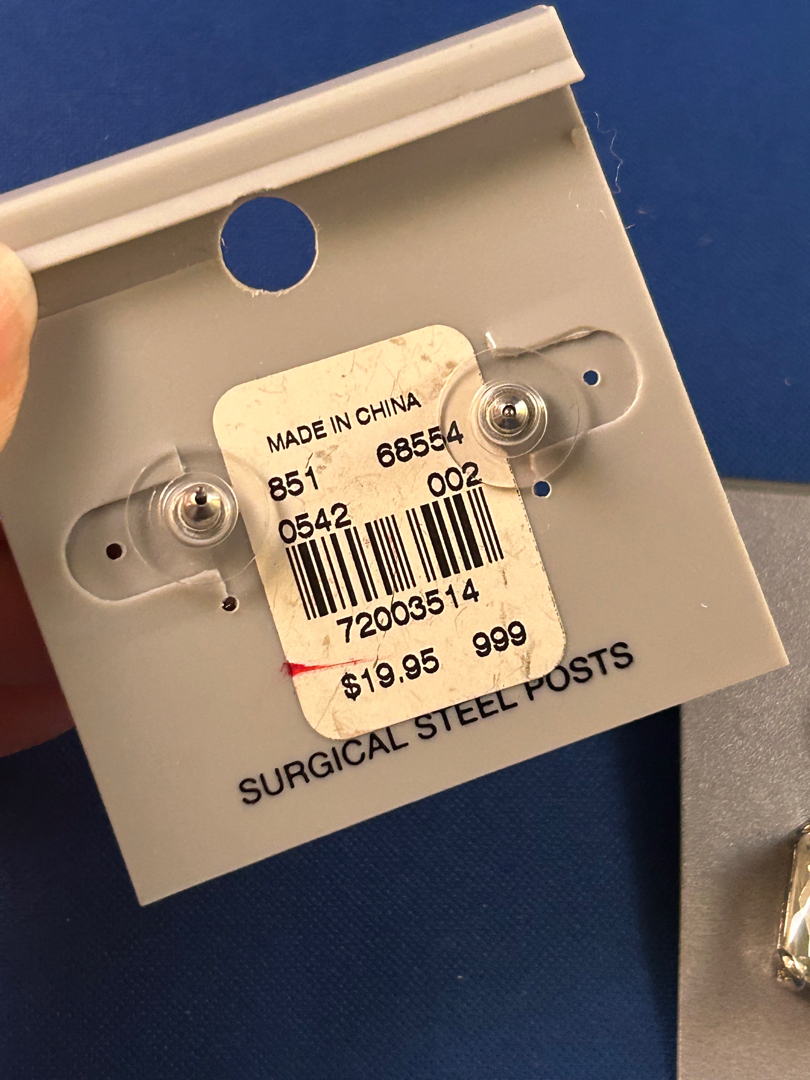 MADE IN CHINA
851 68554
0542 002
72003514
$19.95 999
SURGICAL STEEL POSTS